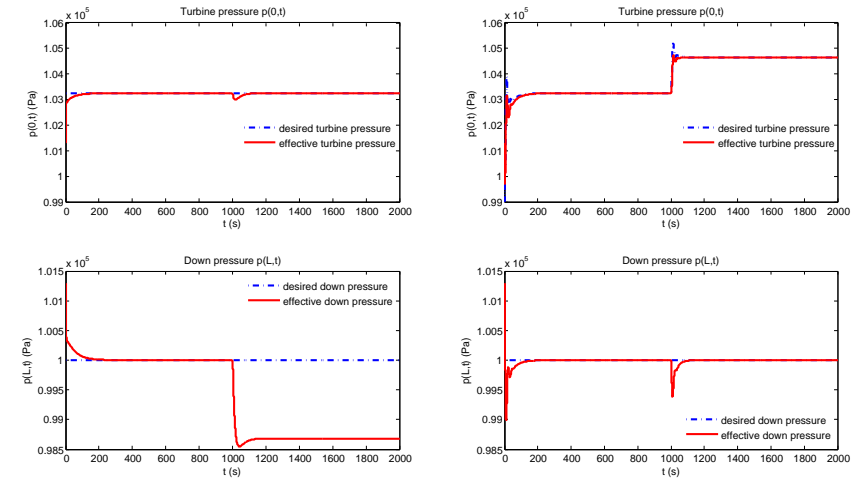 Turbine pressure p(0,t)
x 10^5
1.06
1.05
1.04
1.03
1.02
1.01
1
0.99
p(0,t) (Pa)
desired turbine pressure
effective turbine pressure
0 200 400 600 800 1000 1200 1400 1600 1800 2000
t (s)
Turbine pressure p(0,t)
x 10^5
1.06
1.05
1.04
1.03
1.02
1.01
1
0.99
p(0,t) (Pa)
desired turbine pressure
effective turbine pressure
0 200 400 600 800 1000 1200 1400 1600 1800 2000
t (s)
Down pressure p(L,t)
x 10^5
1.015
1.01
1.005
1
0.995
0.99
0.985
p(L,t) (Pa)
desired down pressure
effective down pressure
0 200 400 600 800 1000 1200 1400 1600 1800 2000
t (s)
Down pressure p(L,t)
x 10^5
1.015
1.01
1.005
1
0.995
0.99
0.985
p(L,t) (Pa)
desired down pressure
effective down pressure
0 200 400 600 800 1000 1200 1400 1600 1800 2000
t (s)